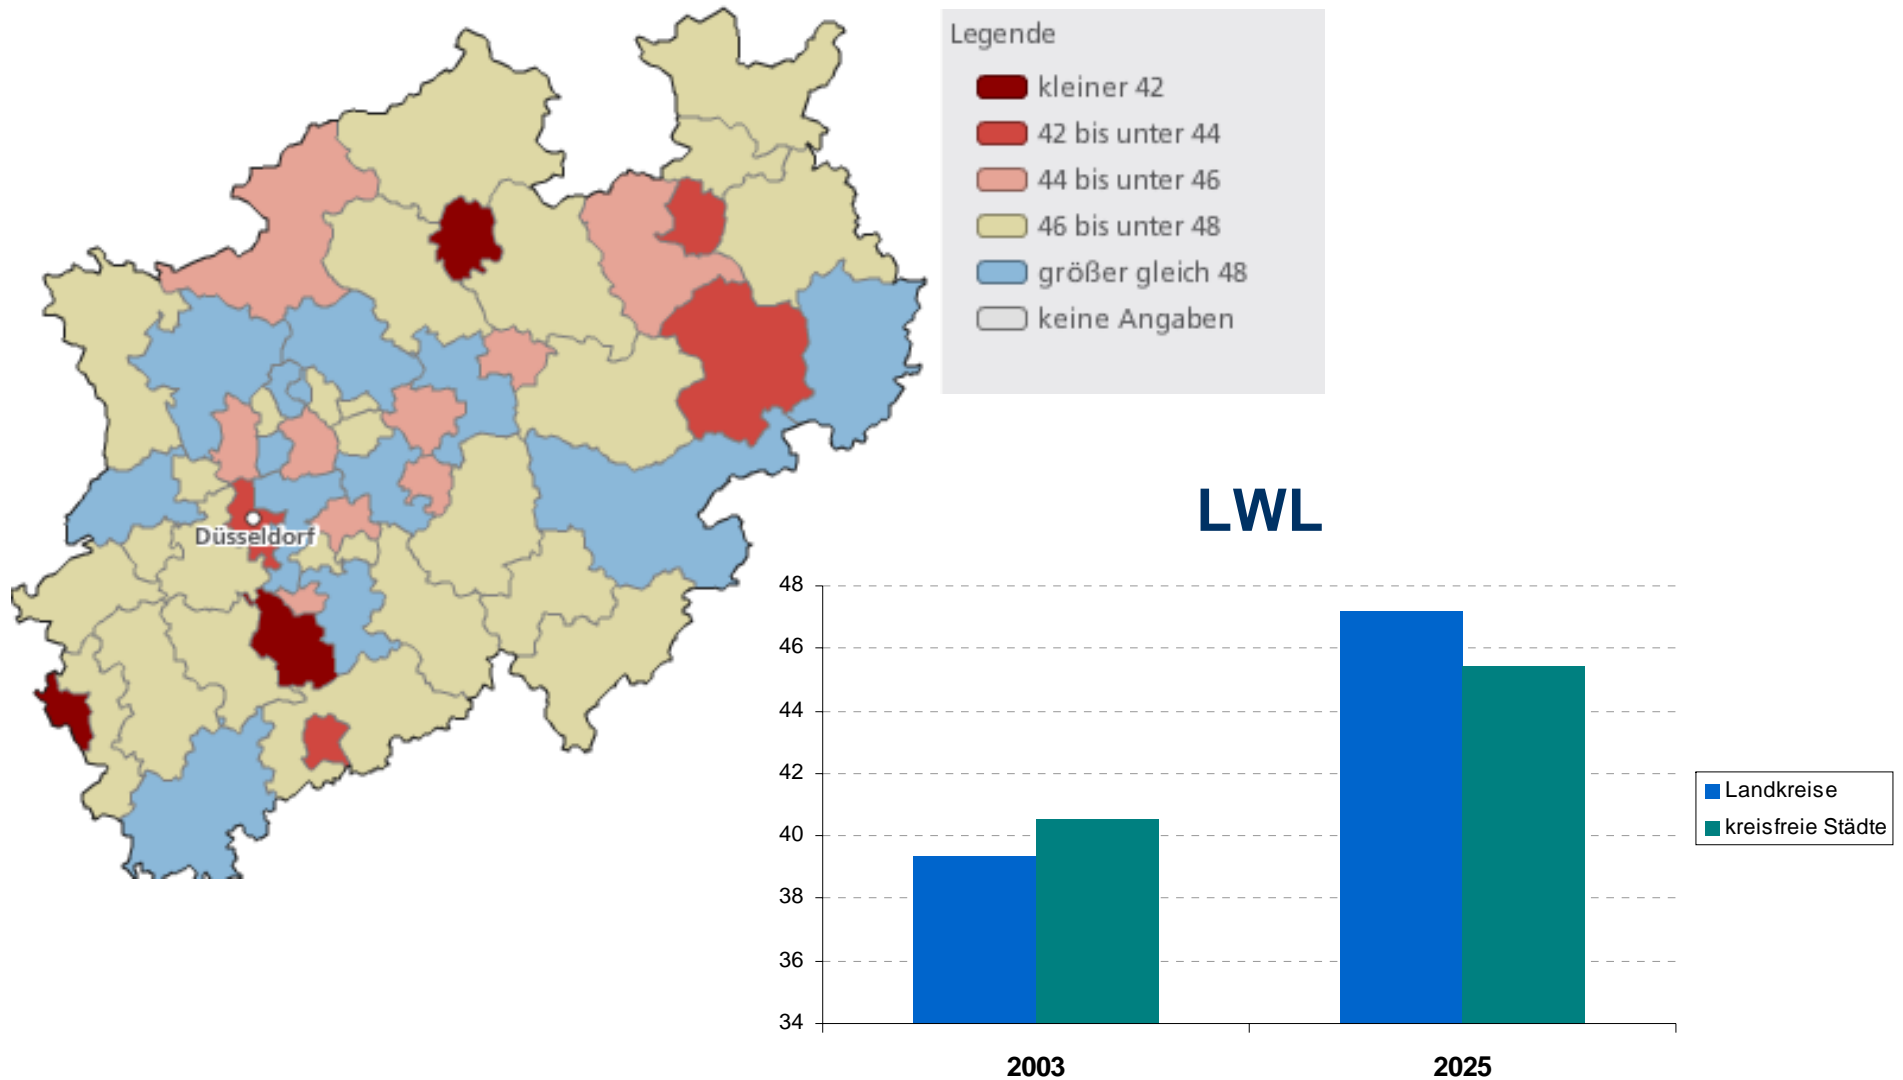 Legende
kleiner 42
42 bis unter 44
44 bis unter 46
46 bis unter 48
größer gleich 48
keine Angaben
Düsseldorf
LWL
48
46
44
42
40
38
36
34
2003
2025
Landkreise
kreisfreie Städte